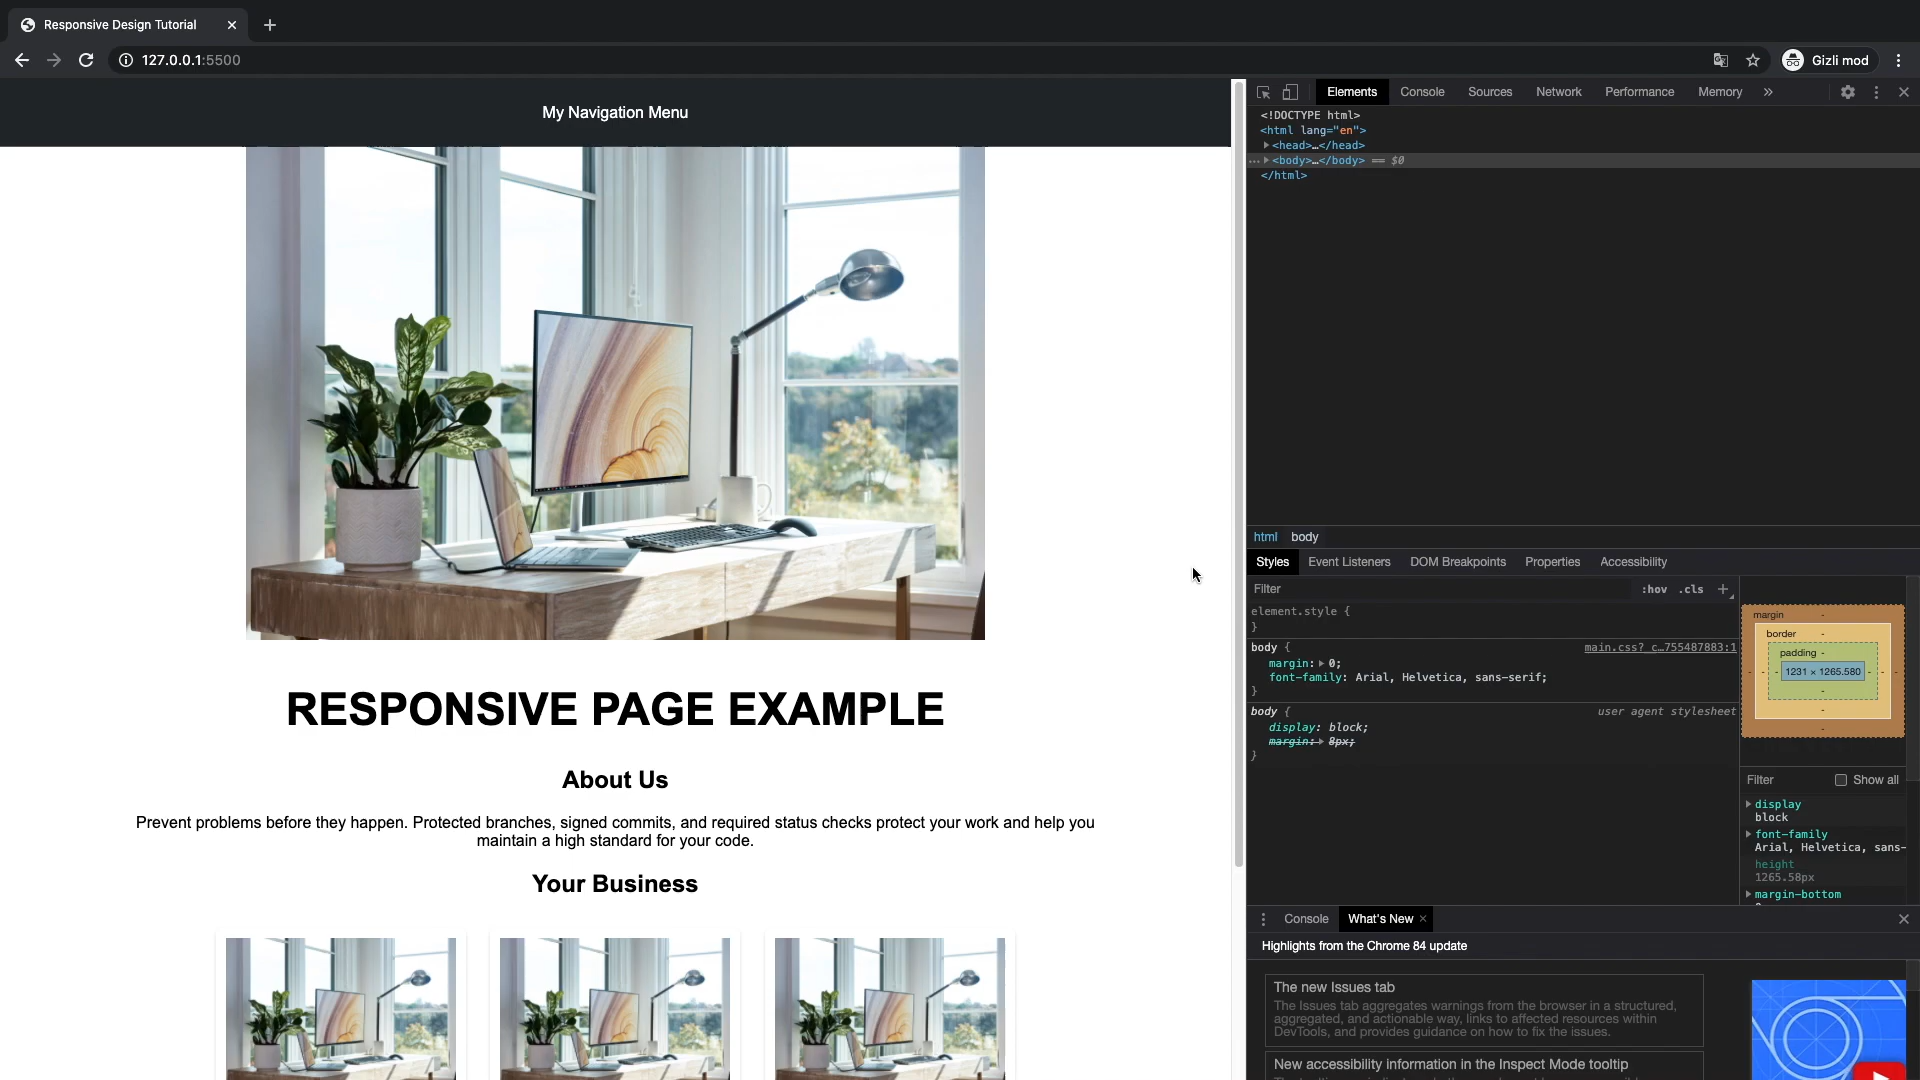 Responsive Design Tutorial
127.0.0.1:5500
Gizli mod
My Navigation Menu
RESPONSIVE PAGE EXAMPLE
About Us
Prevent problems before they happen. Protected branches, signed commits, and required status checks protect your work and help you
maintain a high standard for your code.
Your Business
Elements Console Sources Network Performance Memory »
<!DOCTYPE html>
<html lang="en">
<head>…</head>
<body>…</body> == $0
</html>
html body
Styles Event Listeners DOM Breakpoints Properties Accessibility
Filter :hov .cls +
element.style {
}
body { main.css?_c…755487883:1
margin: 0;
font-family: Arial, Helvetica, sans-serif;
}
body { user agent stylesheet
display: block;
margin: 8px;
}
margin -
border -
padding -
- - - 1231 × 1265.580 - - -
-
-
-
Filter Show all
display
block
font-family
Arial, Helvetica, sans-
height
1265.58px
margin-bottom
Console What's New
Highlights from the Chrome 84 update
The new Issues tab
The Issues tab aggregates warnings from the browser in a structured,
aggregated, and actionable way, links to affected resources within
DevTools, and provides guidance on how to fix the issues.
New accessibility information in the Inspect Mode tooltip